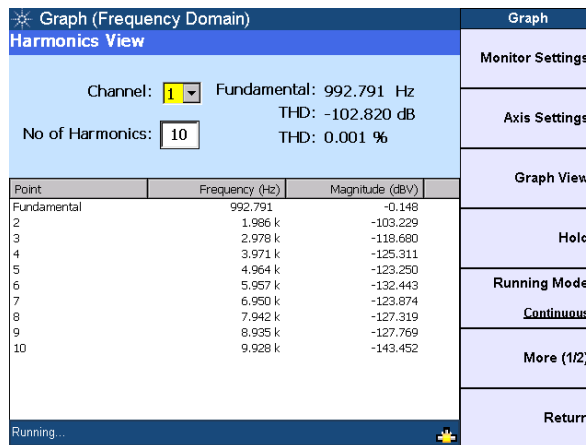 Graph (Frequency Domain)
Graph
Harmonics View
Monitor Settings
Channel: 1
Fundamental: 992.791 Hz
THD: -102.820 dB
No of Harmonics: 10
THD: 0.001 %
Axis Settings
Graph View
Point Frequency (Hz) Magnitude (dBV)
Fundamental 992.791 -0.148
2 1.986 k -103.229
3 2.978 k -118.680
4 3.971 k -125.311
5 4.964 k -123.250
6 5.957 k -132.443
7 6.950 k -123.874
8 7.942 k -127.319
9 8.935 k -127.769
10 9.928 k -143.452
Hold
Running Mode
Continuous
More (1/2)
Return
Running...